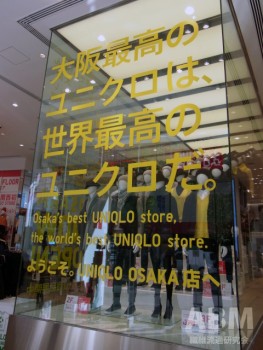 大阪最高の
ユニクロは、
世界最高の
ユニクロだ。
Osaka's best UNIQLO store,
the world's best UNIQLO store.
ようこそ。UNIQLO OSAKA店へ
FLOOR
ABM